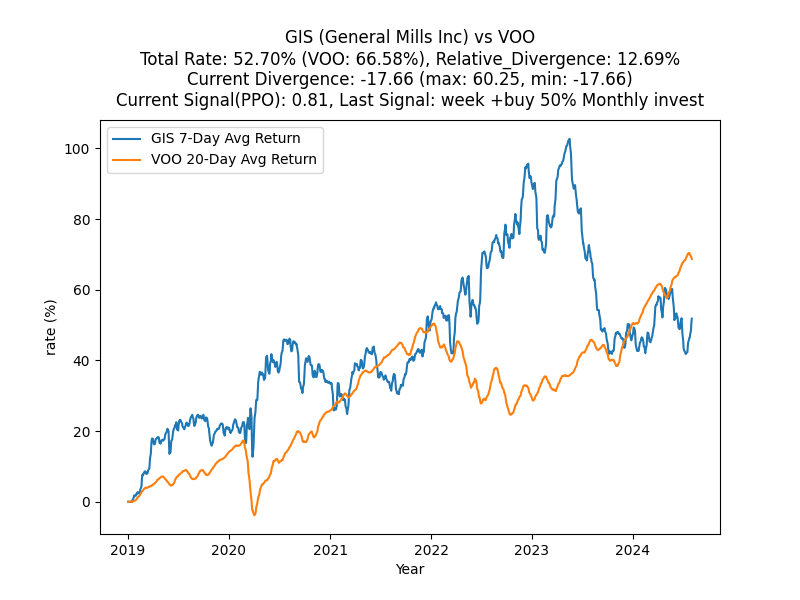 GIS (General Mills Inc) vs VOO
Total Rate: 52.70% (VOO: 66.58%), Relative_Divergence: 12.69%
Current Divergence: -17.66 (max: 60.25, min: -17.66)
Current Signal(PPO): 0.81, Last Signal: week +buy 50% Monthly invest
GIS 7-Day Avg Return
VOO 20-Day Avg Return
100
80
60
40
20
0
rate (%)
2019 2020 2021 2022 2023 2024
Year